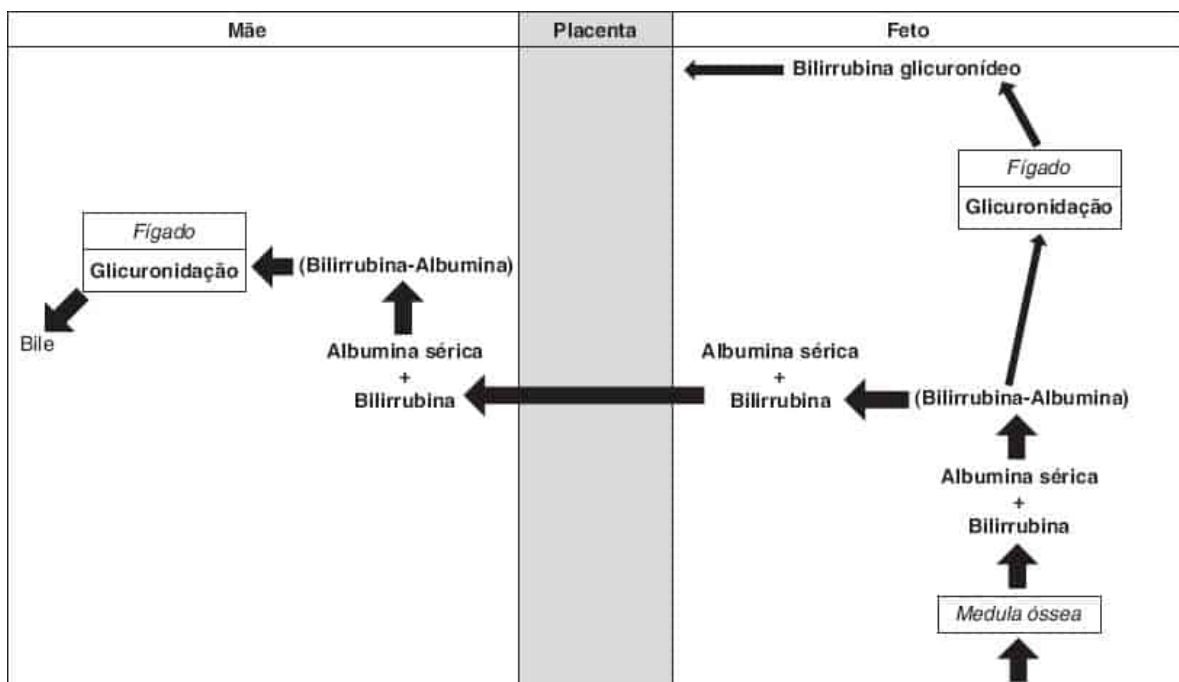 Mãe
Placenta
Feto
Bilirrubina glicuronídeo
Fígado
Glicuronidação
Fígado
Glicuronidação
(Bilirrubina-Albumina)
Bile
Albumina sérica
+
Bilirrubina
Albumina sérica
+
Bilirrubina
(Bilirrubina-Albumina)
Albumina sérica
+
Bilirrubina
Medula óssea